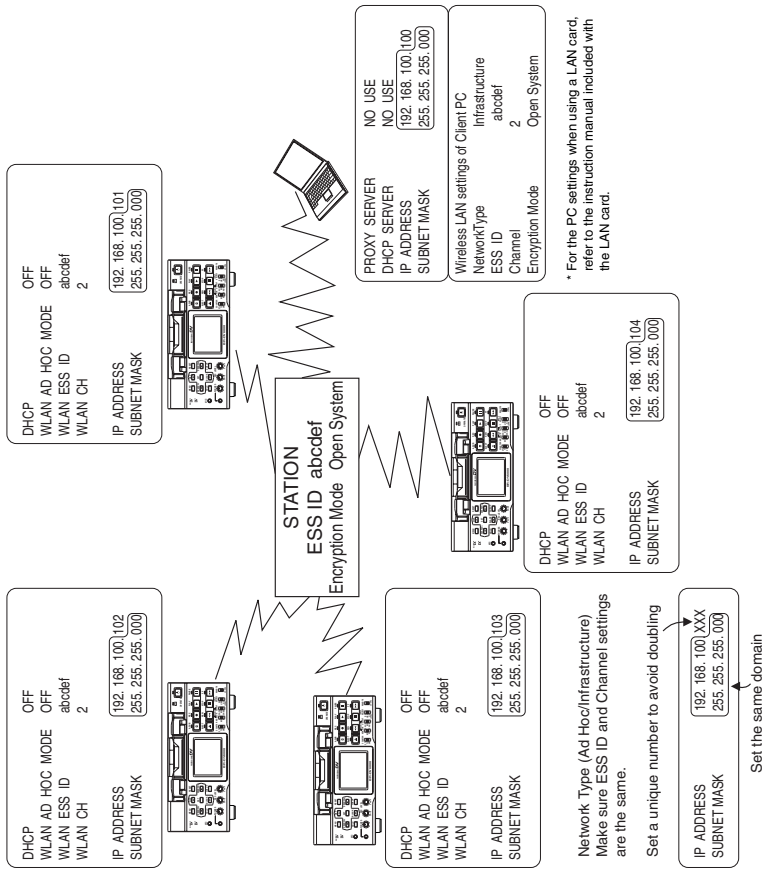 DHCP OFF
WLAN AD HOC MODE OFF
WLAN ESS ID abcdef
WLAN CH 2
IP ADDRESS 192. 168. 100. 102
SUBNET MASK 255. 255. 255. 000
DHCP OFF
WLAN AD HOC MODE OFF
WLAN ESS ID abcdef
WLAN CH 2
IP ADDRESS 192. 168. 100. 101
SUBNET MASK 255. 255. 255. 000
STATION
ESS ID abcdef
Encryption Mode Open System
DHCP OFF
WLAN AD HOC MODE OFF
WLAN ESS ID abcdef
WLAN CH 2
IP ADDRESS 192. 168. 100. 103
SUBNET MASK 255. 255. 255. 000
DHCP OFF
WLAN AD HOC MODE OFF
WLAN ESS ID abcdef
WLAN CH 2
IP ADDRESS 192. 168. 100. 104
SUBNET MASK 255. 255. 255. 000
PROXY SERVER NO USE
DHCP SERVER NO USE
IP ADDRESS 192. 168. 100. 100
SUBNET MASK 255. 255. 255. 000
Wireless LAN settings of Client PC
NetworkType Infrastructure
ESS ID abcdef
Channel 2
Encryption Mode Open System
* For the PC settings when using a LAN card,
refer to the instruction manual included with
the LAN card.
Network Type (Ad Hoc/Infrastructure)
Make sure ESS ID and Channel settings
are the same.
Set a unique number to avoid doubling
IP ADDRESS 192. 168. 100. XXX
SUBNET MASK 255. 255. 255. 000
Set the same domain